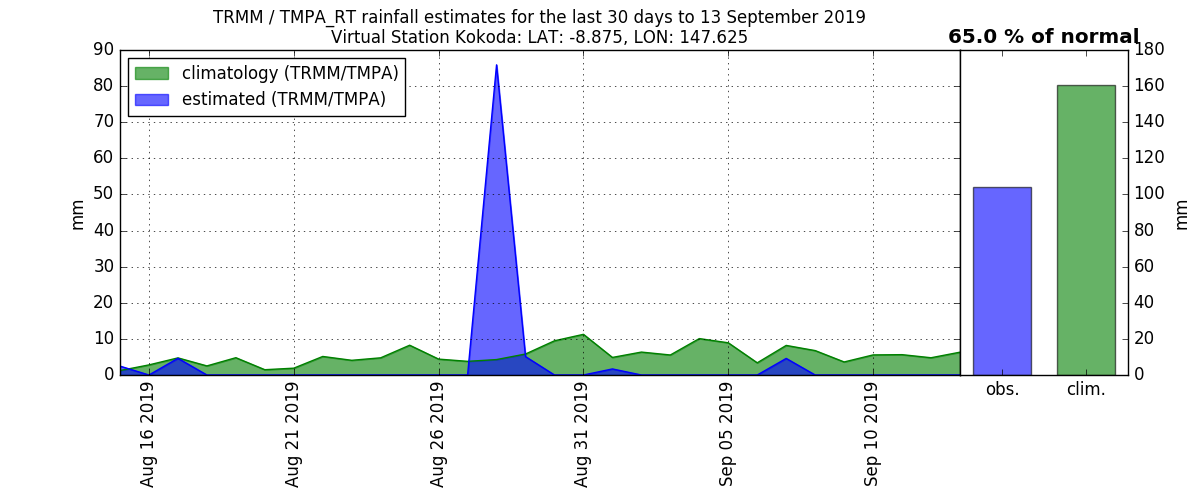 TRMM / TMPA_RT rainfall estimates for the last 30 days to 13 September 2019
Virtual Station Kokoda: LAT: -8.875, LON: 147.625
65.0 % of normal
climatology (TRMM/TMPA)
estimated (TRMM/TMPA)
90
80
70
60
50
40
30
20
10
0
mm
Aug 16 2019
Aug 21 2019
Aug 26 2019
Aug 31 2019
Sep 05 2019
Sep 10 2019
180
160
140
120
100
80
60
40
20
0
mm
obs.
clim.